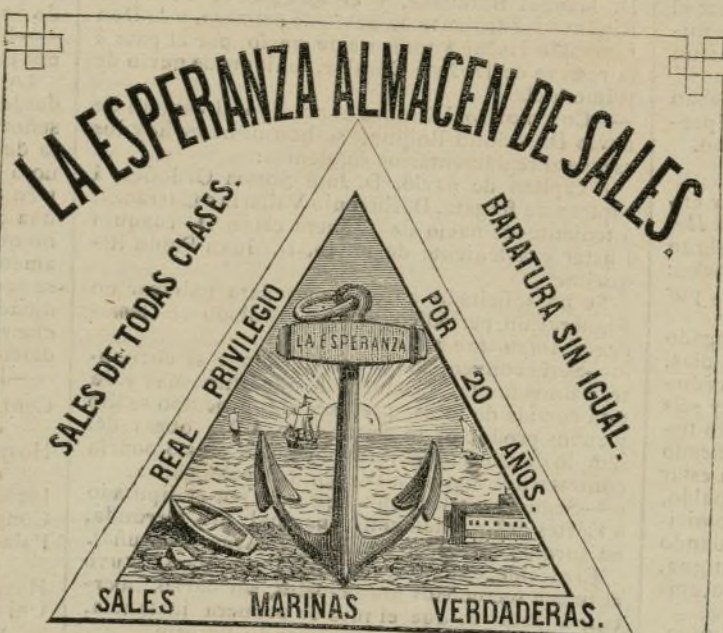 LA ESPERANZA ALMACEN DE SALES.
SALES DE TODAS CLASES.
BARATURA SIN IGUAL.
REAL PRIVILEGIO
POR 20 AÑOS.
LA ESPERANZA
SALES MARINAS VERDADERAS.